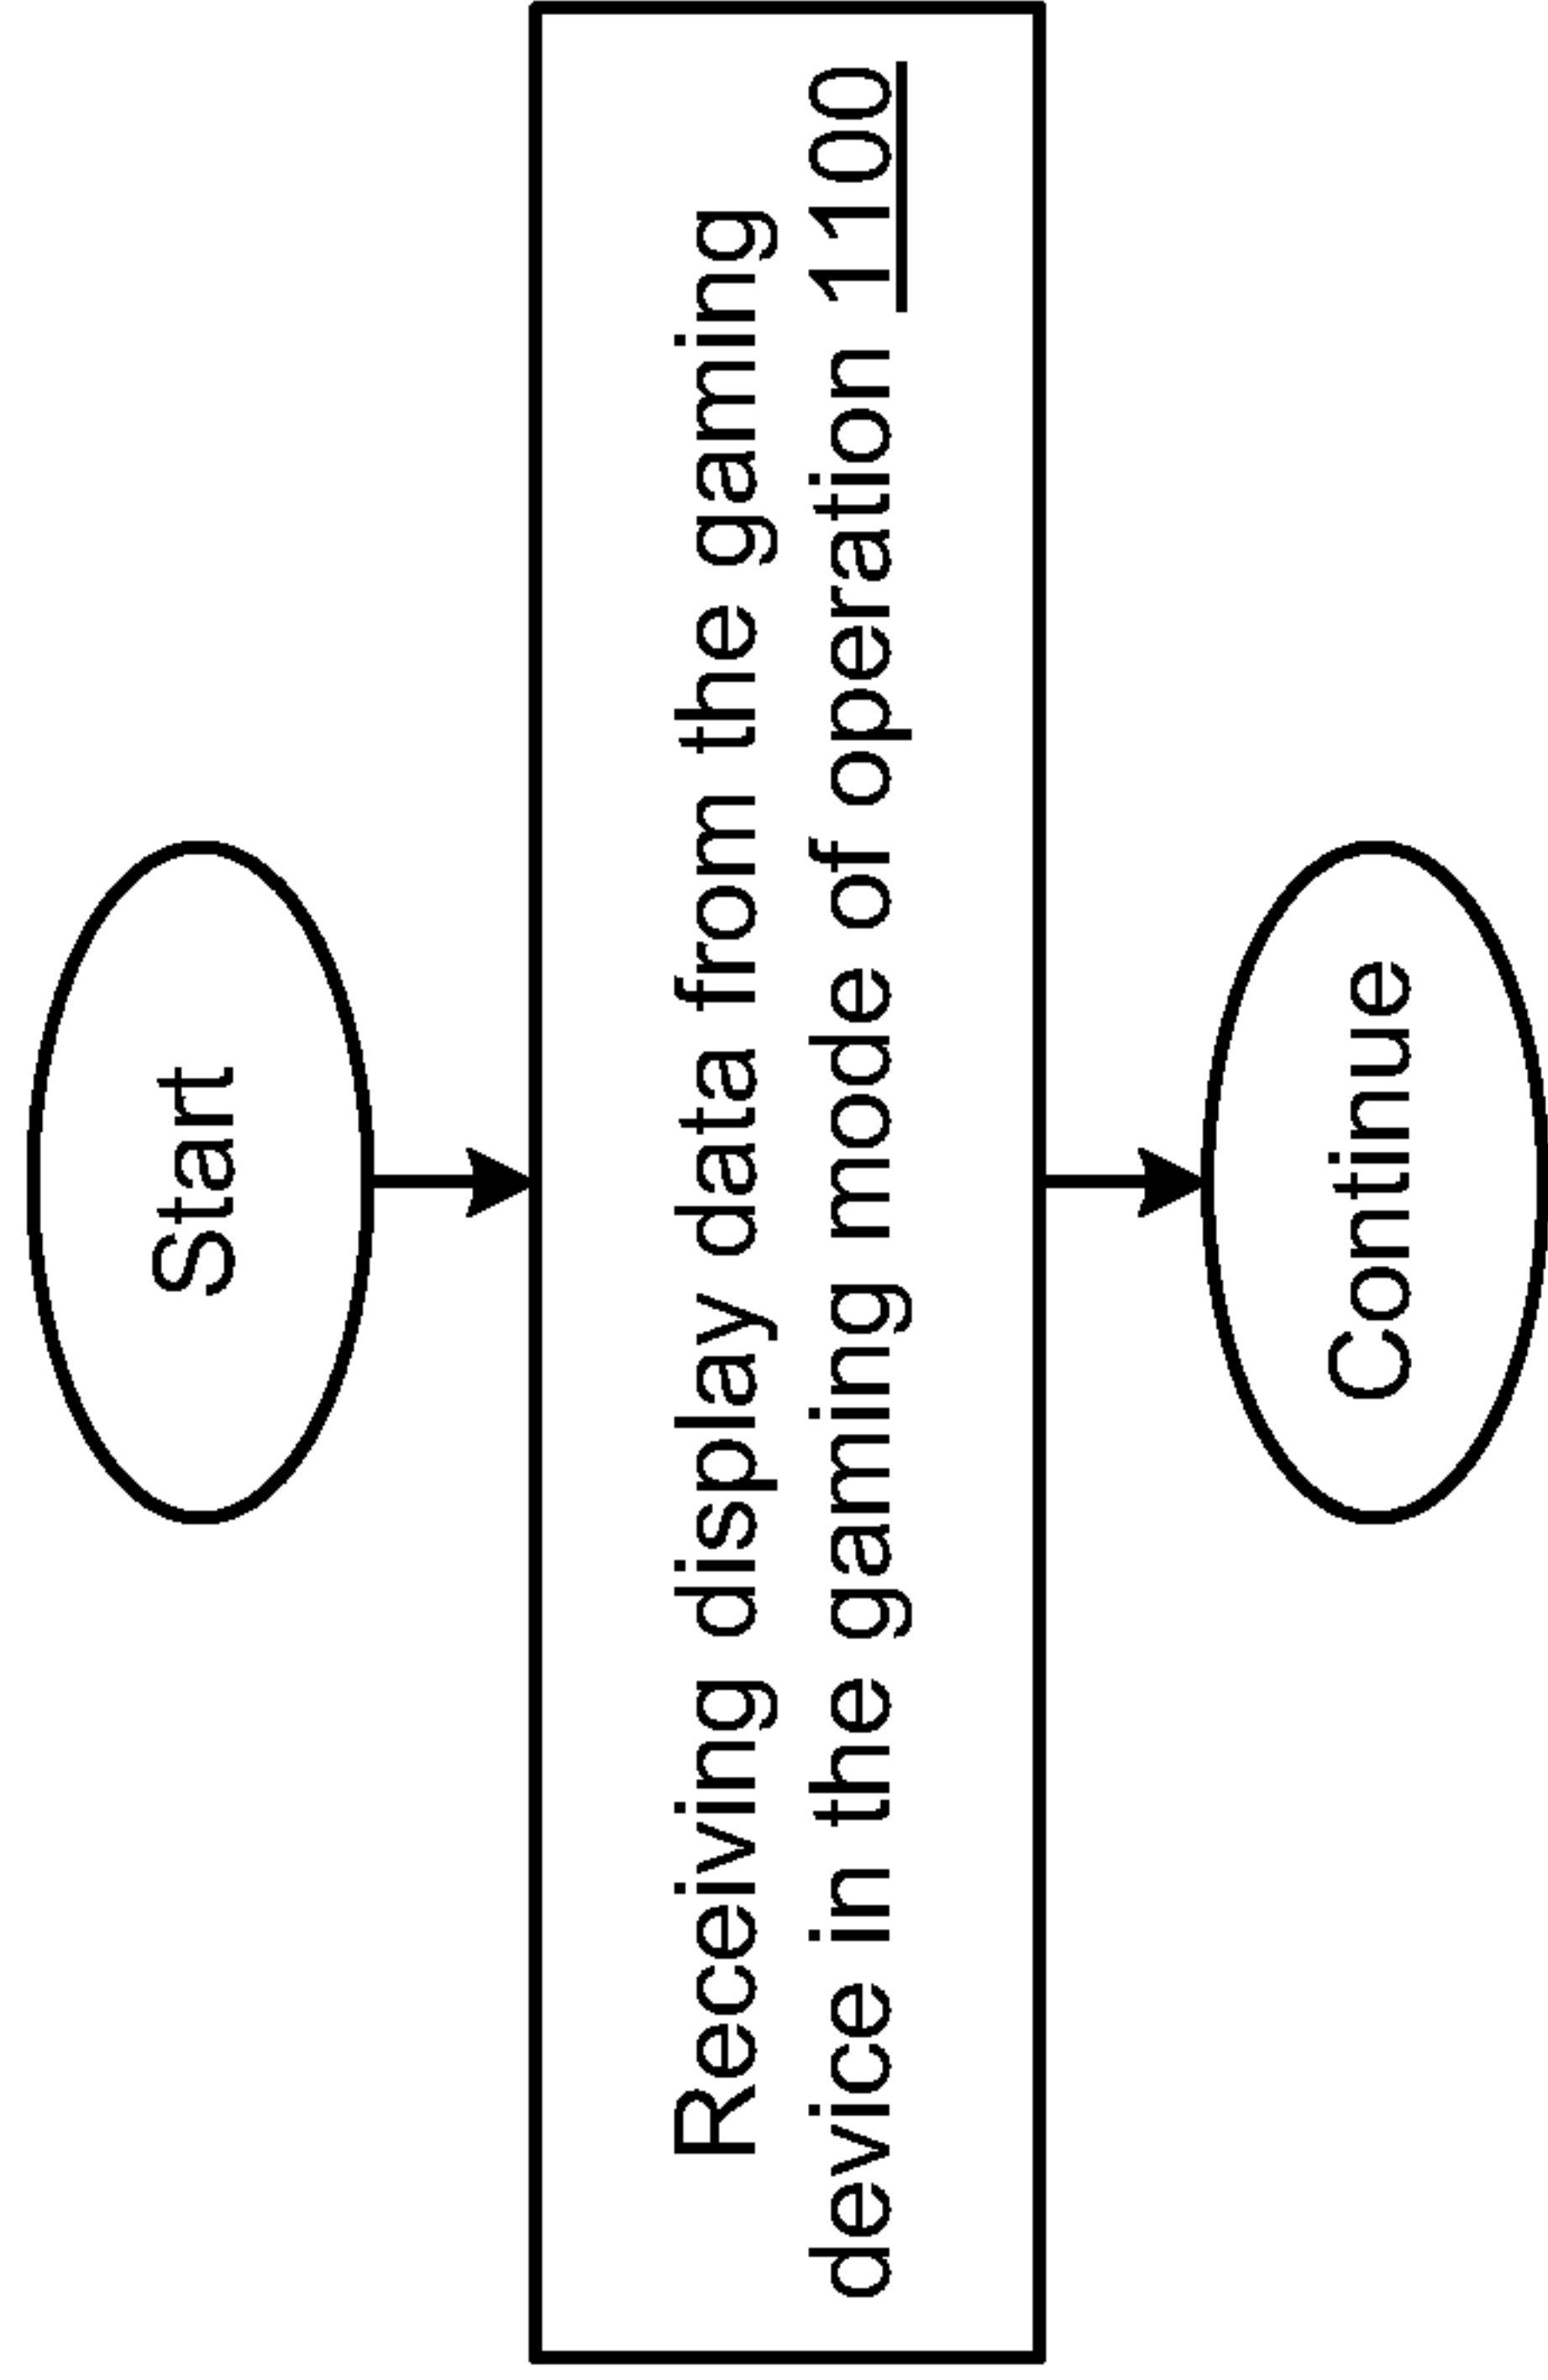 Start
Receiving display data from the gaming
device in the gaming mode of operation 1100
Continue